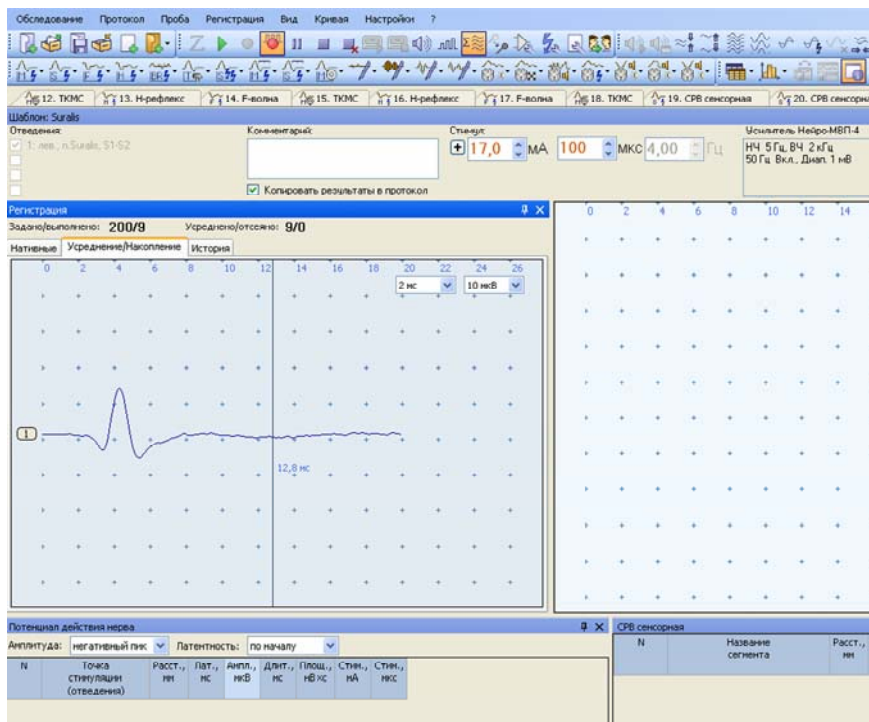 Обследование Протокол Проба Регистрация Вид Кривая Настройки ?
12. ТКМС 13. Н-рефлекс 14. F-волна 15. ТКМС 16. Н-рефлекс 17. F-волна 18. ТКМС 19. СРВ сенсорная 20. СРВ сенсорн
Шаблон: Suralis
Отведения: Комментарий: Стимул: Усилитель Нейро-МВП-4
1: лев., n.Suralis, S1-S2
17,0 мА 100 мкс 4,00 Гц
НЧ 5 Гц, ВЧ 2 кГц
50 Гц Вкл., Диап. 1 мВ
Копировать результаты в протокол
Регистрация
Задано/выполнено: 200/9 Усреднено/отсеяно: 9/0
Нативные Усреднение/Накопление История
0 2 4 6 8 10 12 14 16 18 20 22 24 26
2 мс 10 мкВ
1
12,8 мс
0 2 4 6 8 10 12 14
Потенциал действия нерва
Амплитуда: негативный пик Латентность: по началу
N Точка стимуляции (отведения) Расст., мм Лат., мс Ампл., мкВ Длит., мс Площ., нВ×с Стим., мА Стим., мкс
СРВ сенсорная
N Название сегмента Расст., мм